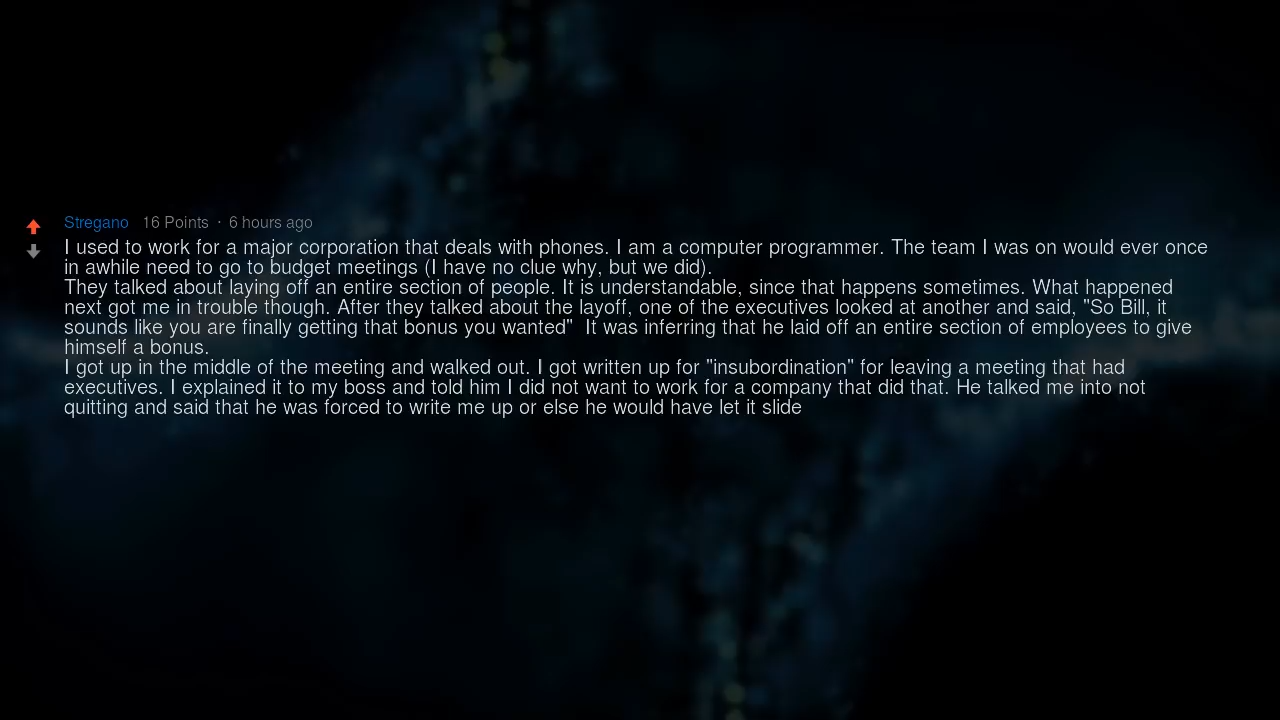 Stregano 16 Points · 6 hours ago
I used to work for a major corporation that deals with phones. I am a computer programmer. The team I was on would ever once
in awhile need to go to budget meetings (I have no clue why, but we did).
They talked about laying off an entire section of people. It is understandable, since that happens sometimes. What happened
next got me in trouble though. After they talked about the layoff, one of the executives looked at another and said, "So Bill, it
sounds like you are finally getting that bonus you wanted"  It was inferring that he laid off an entire section of employees to give
himself a bonus.
I got up in the middle of the meeting and walked out. I got written up for "insubordination" for leaving a meeting that had
executives. I explained it to my boss and told him I did not want to work for a company that did that. He talked me into not
quitting and said that he was forced to write me up or else he would have let it slide